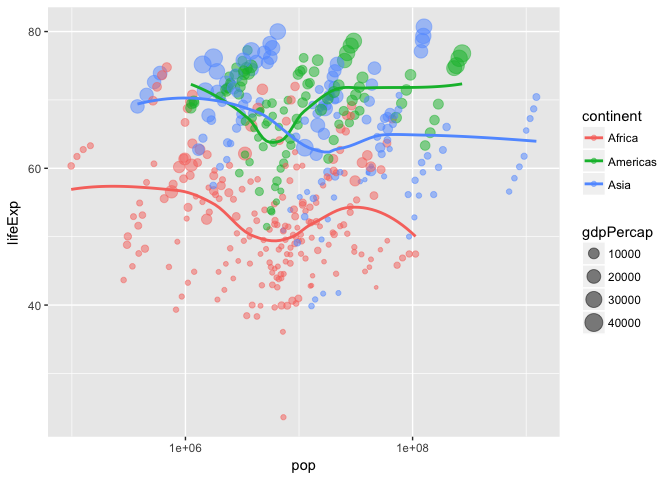 80
60
40
lifeExp
1e+06
1e+08
pop
continent
Africa
Americas
Asia
gdpPercap
10000
20000
30000
40000